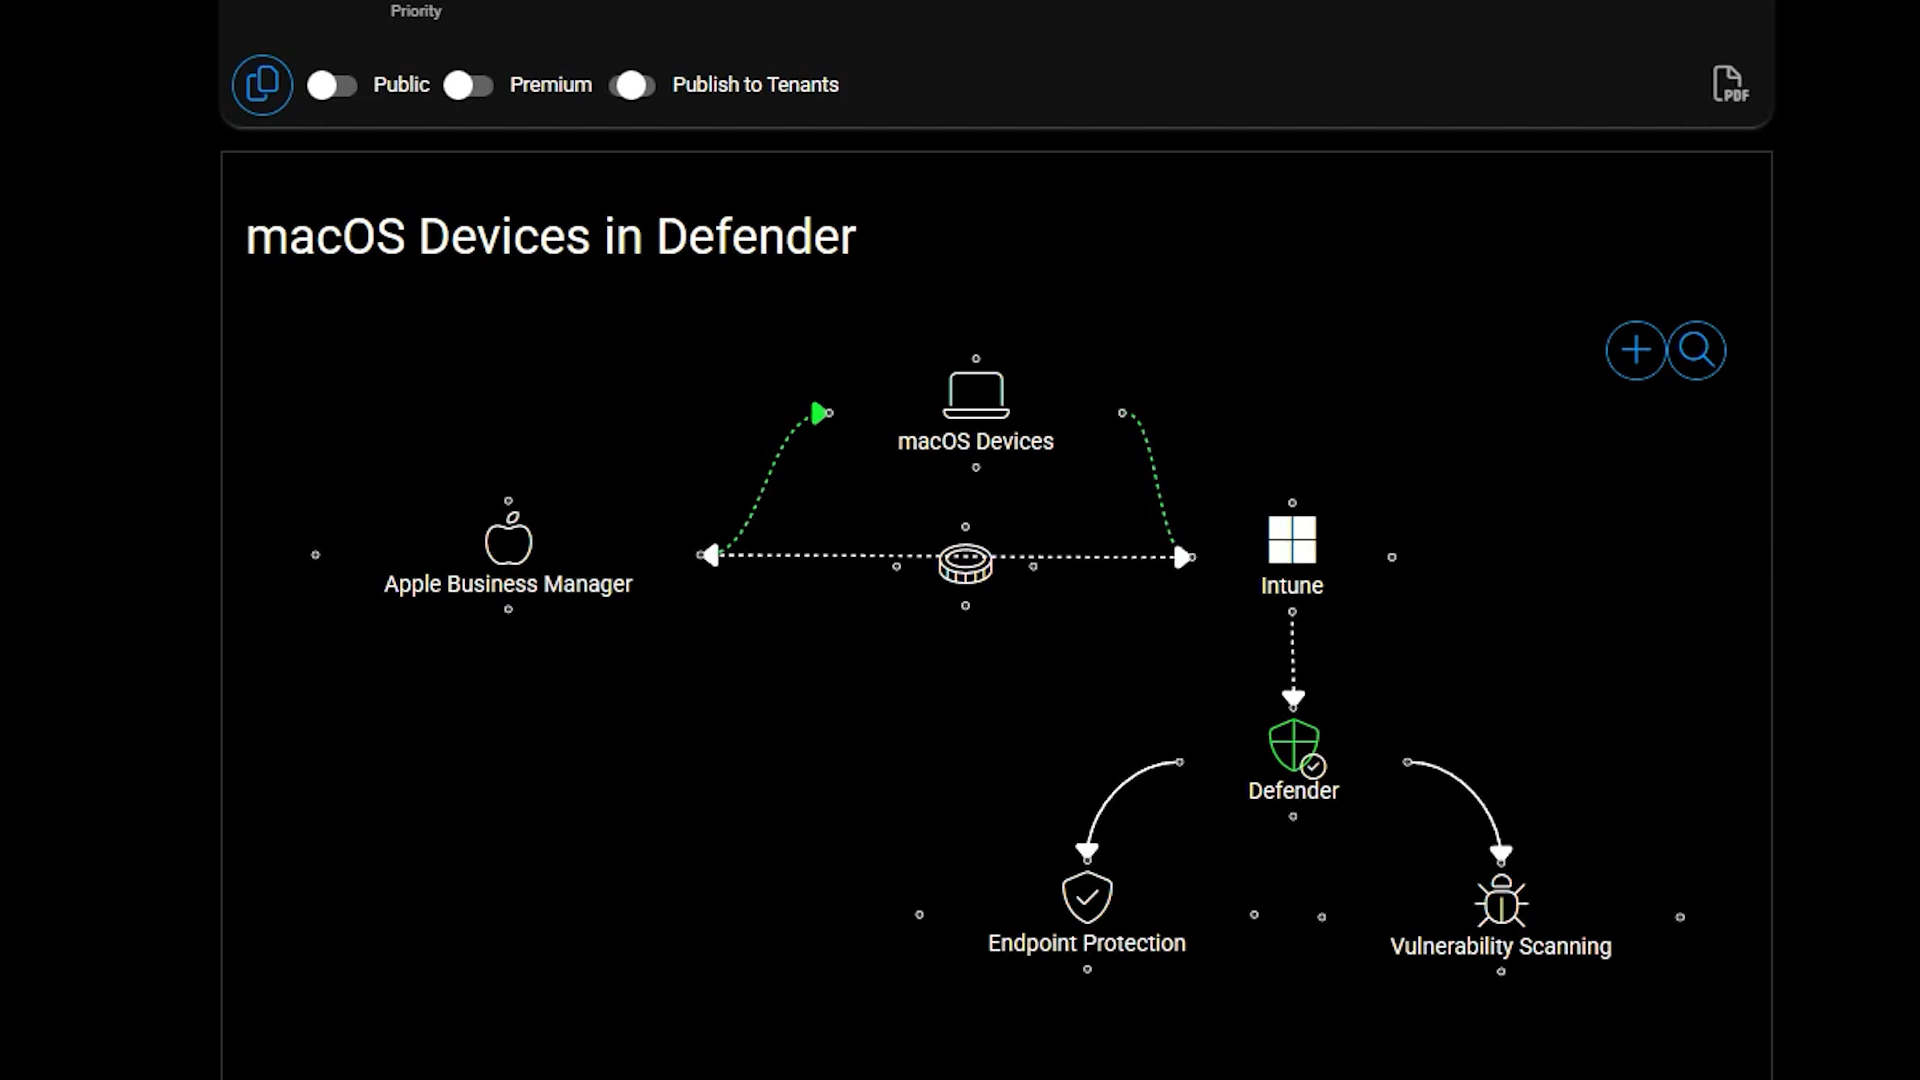 Priority
Public
Premium
Publish to Tenants
PDF
macOS Devices in Defender
macOS Devices
Apple Business Manager
Intune
Defender
Endpoint Protection
Vulnerability Scanning